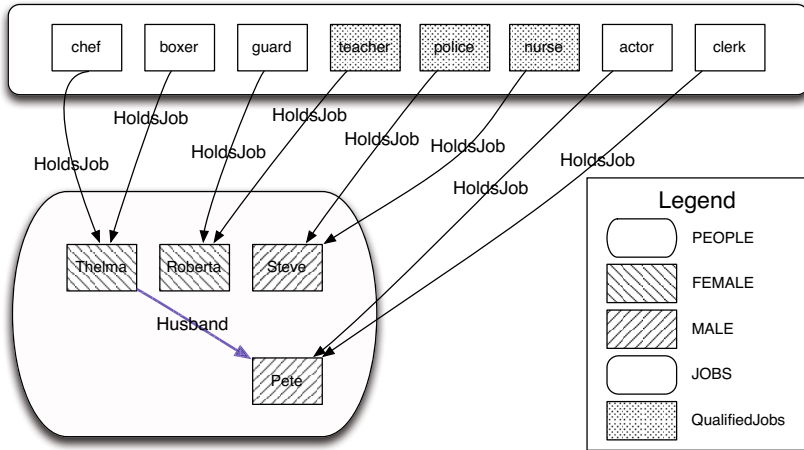 chef boxer guard teacher police nurse actor clerk
HoldsJob HoldsJob
HoldsJob HoldsJob HoldsJob HoldsJob HoldsJob
HoldsJob
Thelma Roberta Steve
Husband
Pete
Legend
PEOPLE
FEMALE
MALE
JOBS
QualifiedJobs